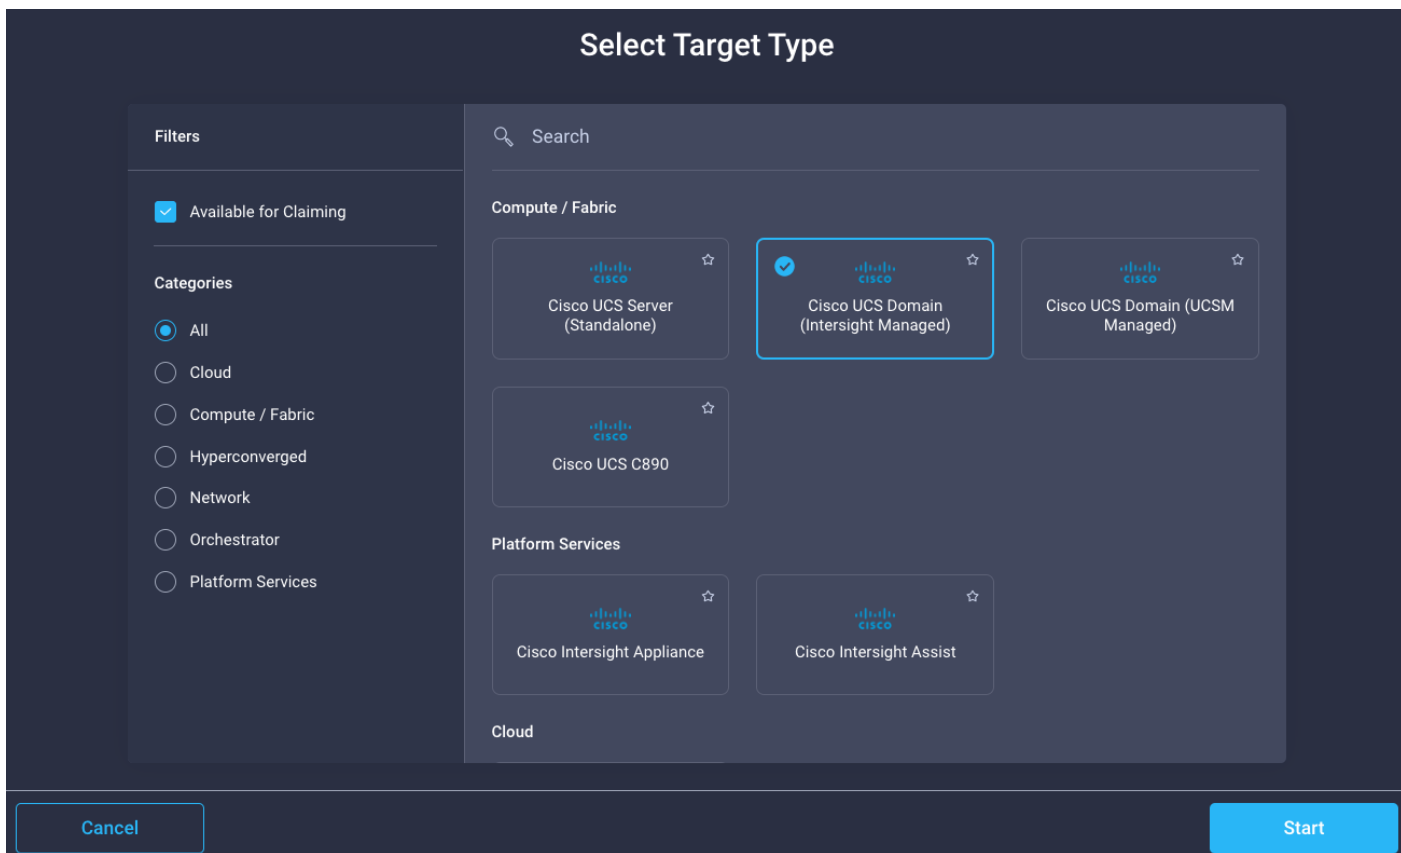 Select Target Type
Filters
Search
Available for Claiming
Categories
All
Cloud
Compute / Fabric
Hyperconverged
Network
Orchestrator
Platform Services
Compute / Fabric
CISCO
Cisco UCS Server
(Standalone)
CISCO
Cisco UCS Domain
(Intersight Managed)
CISCO
Cisco UCS Domain (UCSM
Managed)
CISCO
Cisco UCS C890
Platform Services
CISCO
Cisco Intersight Appliance
CISCO
Cisco Intersight Assist
Cloud
Cancel
Start